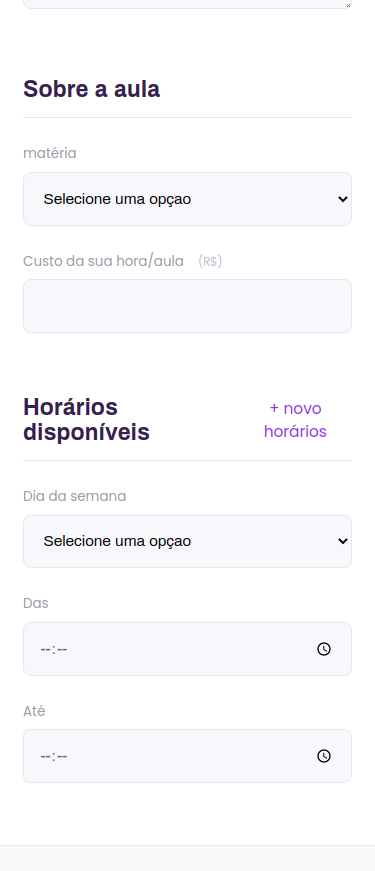 Sobre a aula
matéria
Selecione uma opçao
Custo da sua hora/aula (R$)
Horários
disponíveis
+ novo
horários
Dia da semana
Selecione uma opçao
Das
--:--
Até
--:--